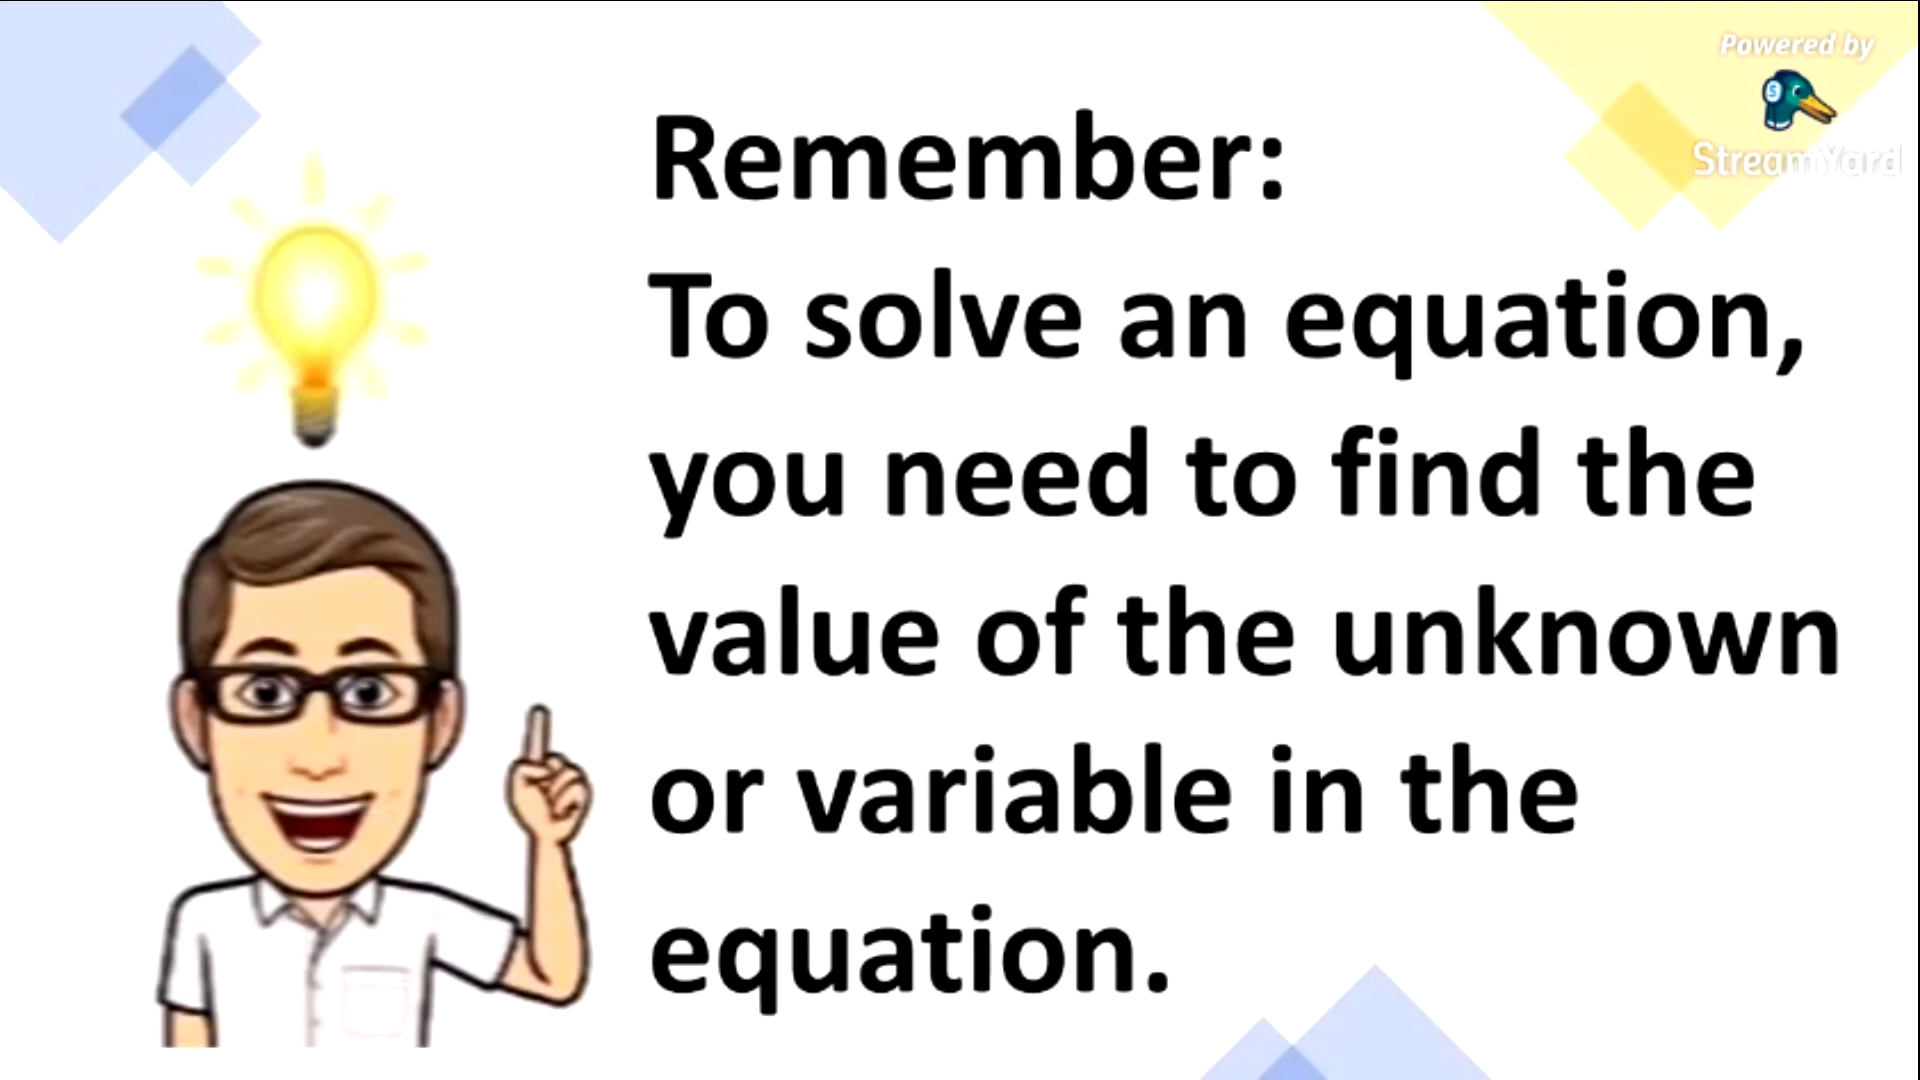 Powered by
StreamYard
Remember:
To solve an equation,
you need to find the
value of the unknown
or variable in the
equation.